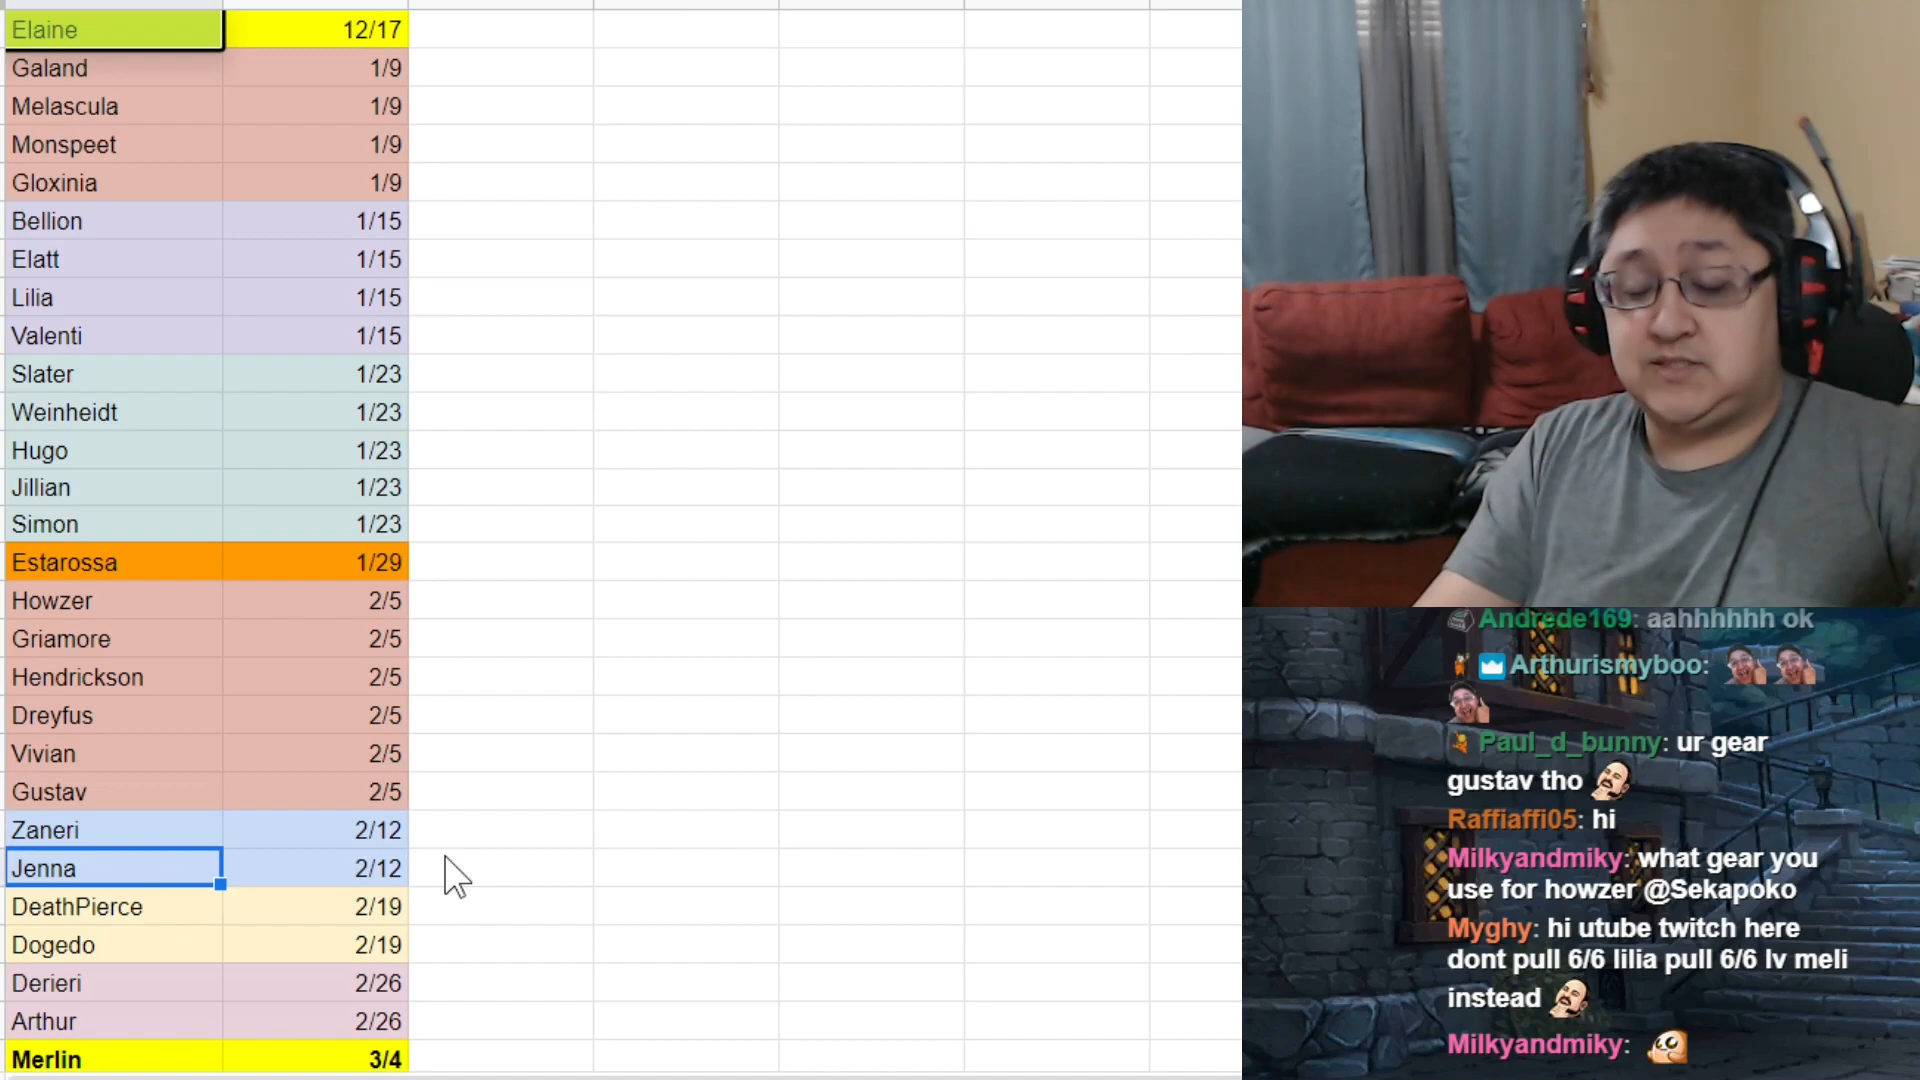 Elaine 12/17
Galand 1/9
Melascula 1/9
Monspeet 1/9
Gloxinia 1/9
Bellion 1/15
Elatt 1/15
Lilia 1/15
Valenti 1/15
Slater 1/23
Weinheidt 1/23
Hugo 1/23
Jillian 1/23
Simon 1/23
Estarossa 1/29
Howzer 2/5
Griamore 2/5
Hendrickson 2/5
Dreyfus 2/5
Vivian 2/5
Gustav 2/5
Zaneri 2/12
Jenna 2/12
DeathPierce 2/19
Dogedo 2/19
Derieri 2/26
Arthur 2/26
Merlin 3/4
Andrede169: aahhhhhh ok
Arthurismyboo:
Paul_d_bunny: ur gear
gustav tho
Raffiaffi05: hi
Milkyandmiky: what gear you
use for howzer @Sekapoko
Myghy: hi utube twitch here
dont pull 6/6 lilia pull 6/6 lv meli
instead
Milkyandmiky: